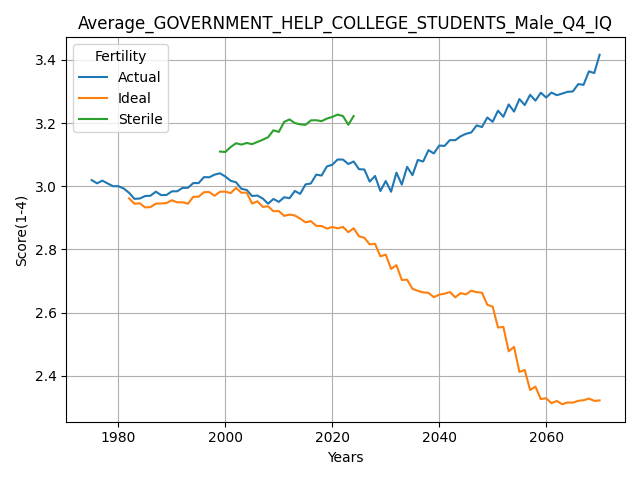 Average_GOVERNMENT_HELP_COLLEGE_STUDENTS_Male_Q4_IQ
Fertility
Actual
Ideal
Sterile
Score(1-4)
3.4
3.2
3.0
2.8
2.6
2.4
1980 2000 2020 2040 2060
Years